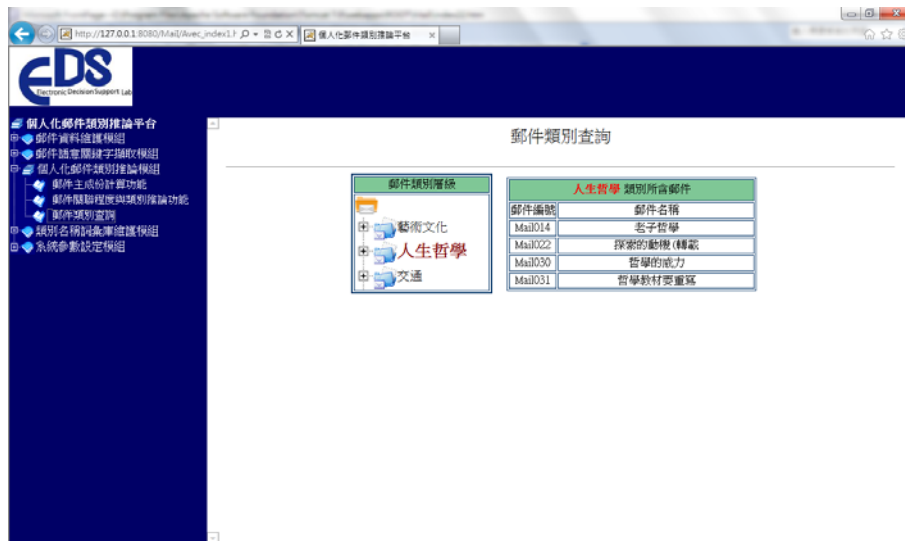 http://127.0.0.1:8080/Mail/Avec_index1.h
個人化郵件類別推論平台
EDS
Electronic Decision Support Lab
個人化郵件類別推論平台
郵件資料維護模組
郵件語意關鍵字擷取模組
個人化郵件類別推論模組
郵件主成份計算功能
郵件關聯程度與類別推論功能
郵件類別查詢
類別名稱詞彙庫維護模組
系統參數設定模組
郵件類別查詢
郵件類別層級
藝術文化
人生哲學
交通
人生哲學 類別所含郵件
郵件編號 郵件名稱
Mail014 老子哲學
Mail022 探索的動機 (轉載
Mail030 哲學的威力
Mail031 哲學教材要重寫